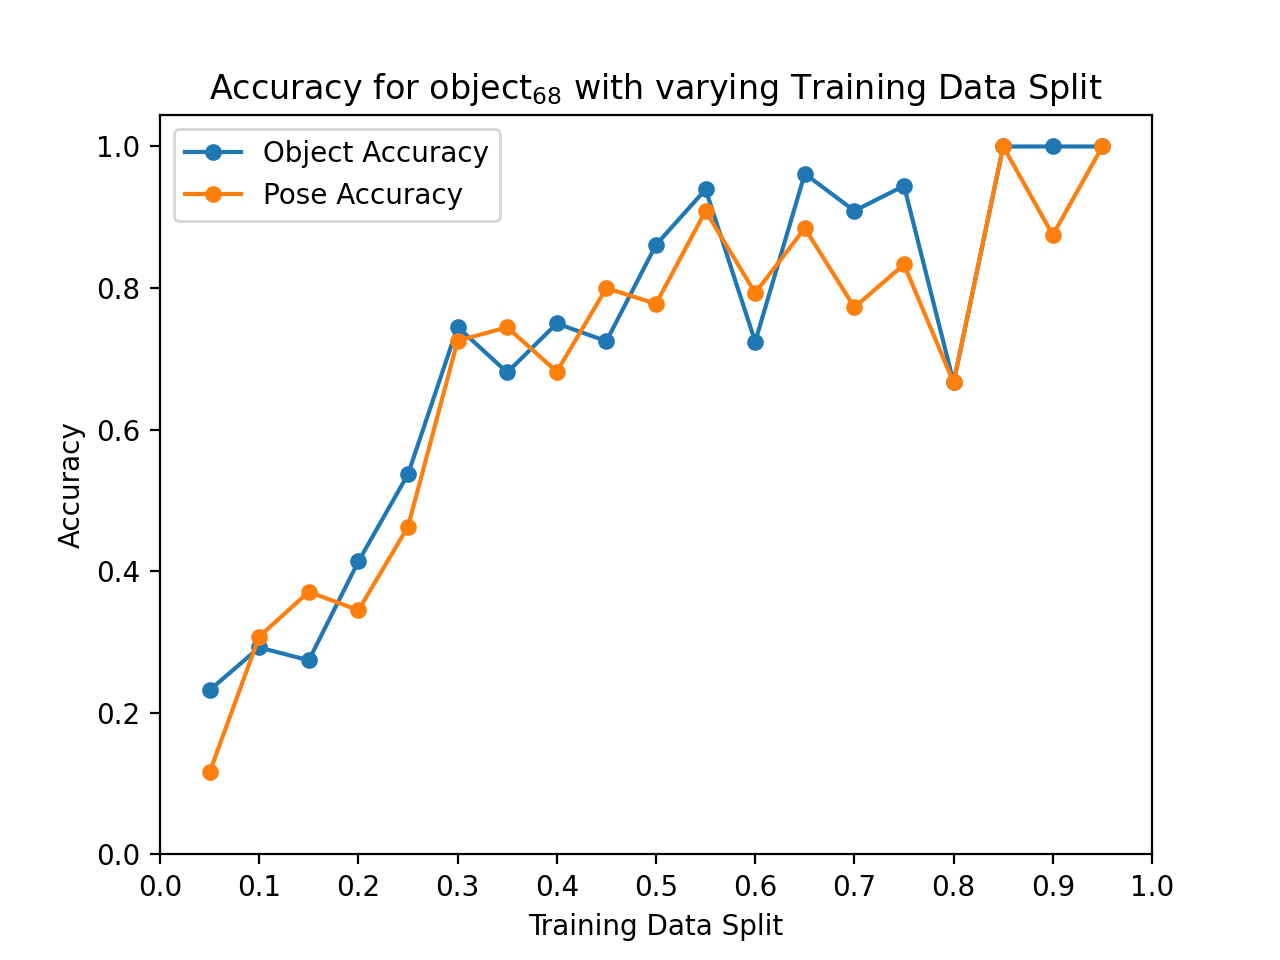 Accuracy for object₆₈ with varying Training Data Split
Object Accuracy
Pose Accuracy
Accuracy
1.0
0.8
0.6
0.4
0.2
0.0
0.0 0.1 0.2 0.3 0.4 0.5 0.6 0.7 0.8 0.9 1.0
Training Data Split